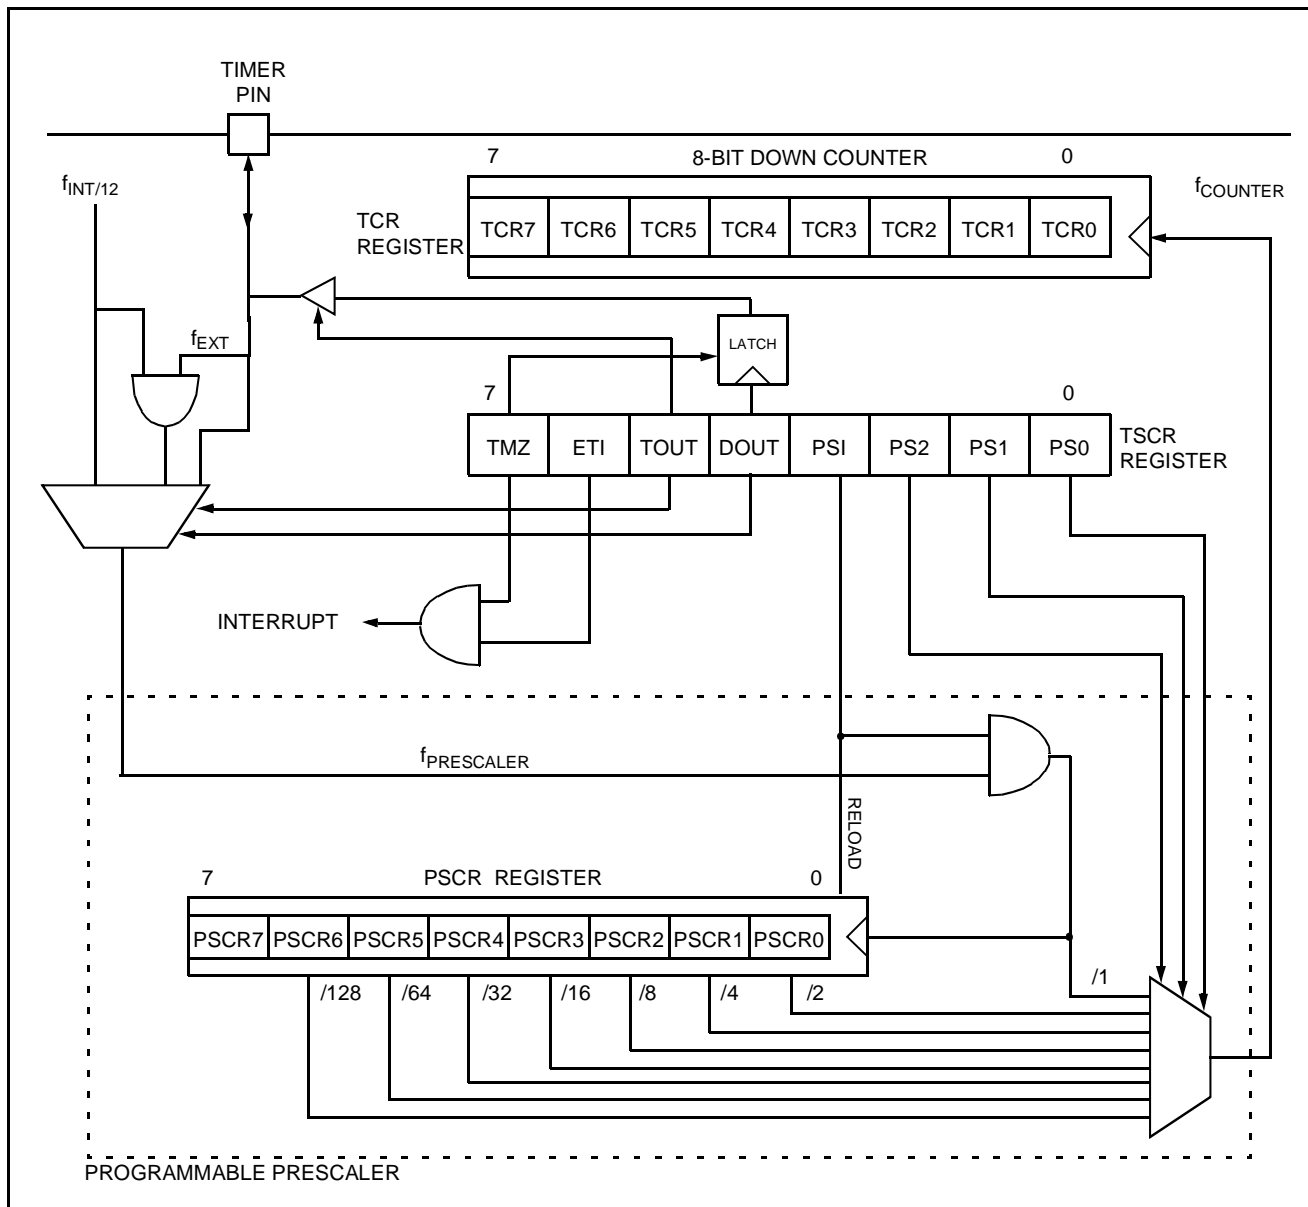 TIMER
PIN
7 8-BIT DOWN COUNTER 0
fINT/12
fCOUNTER
TCR
REGISTER
TCR7 TCR6 TCR5 TCR4 TCR3 TCR2 TCR1 TCR0
fEXT
LATCH
7 0
TMZ ETI TOUT DOUT PSI PS2 PS1 PS0
TSCR
REGISTER
INTERRUPT
fPRESCALER
RELOAD
7 PSCR REGISTER 0
PSCR7 PSCR6 PSCR5 PSCR4 PSCR3 PSCR2 PSCR1 PSCR0
/128 /64 /32 /16 /8 /4 /2 /1
PROGRAMMABLE PRESCALER